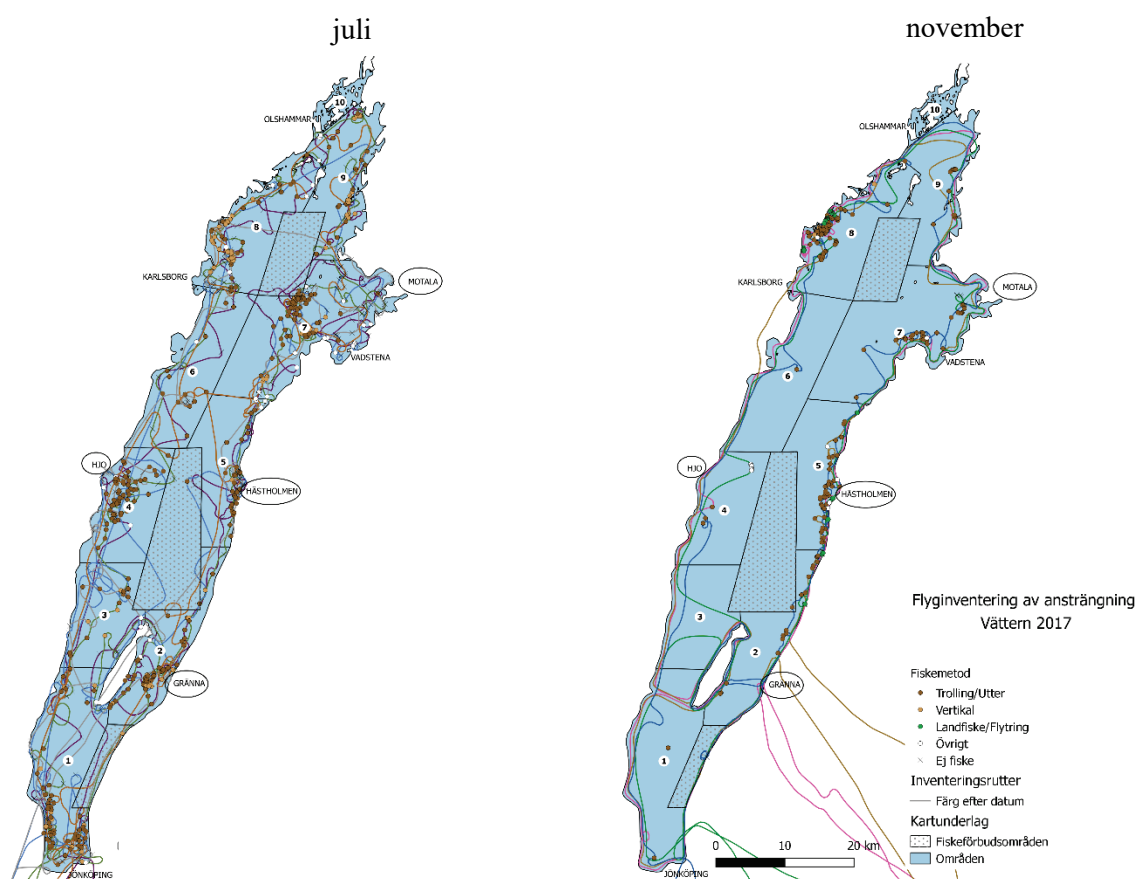 juli
november
10
OLSHAMMAR
9
8
KARLSBORG
MOTALA
7
VADSTENA
6
HJO
5
HÄSTHOLMEN
4
3
2
GRÄNNA
1
JÖNKÖPING
10
OLSHAMMAR
9
8
KARLSBORG
MOTALA
7
VADSTENA
6
HJO
5
HÄSTHOLMEN
4
3
2
GRÄNNA
1
JÖNKÖPING
0 10 20 km
Flyginventering av ansträngning
Vättern 2017
Fiskemetod
Trolling/Utter
Vertikal
Landfiske/Flytring
Övrigt
Ej fiske
Inventeringsrutter
Färg efter datum
Kartunderlag
Fiskeförbudsområden
Områden